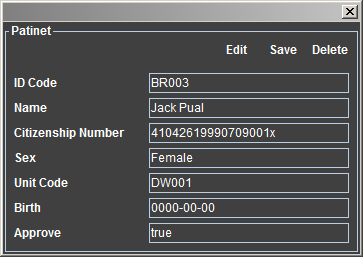 Patinet
Edit Save Delete
ID Code BR003
Name Jack Pual
Citizenship Number 41042619990709001x
Sex Female
Unit Code DW001
Birth 0000-00-00
Approve true